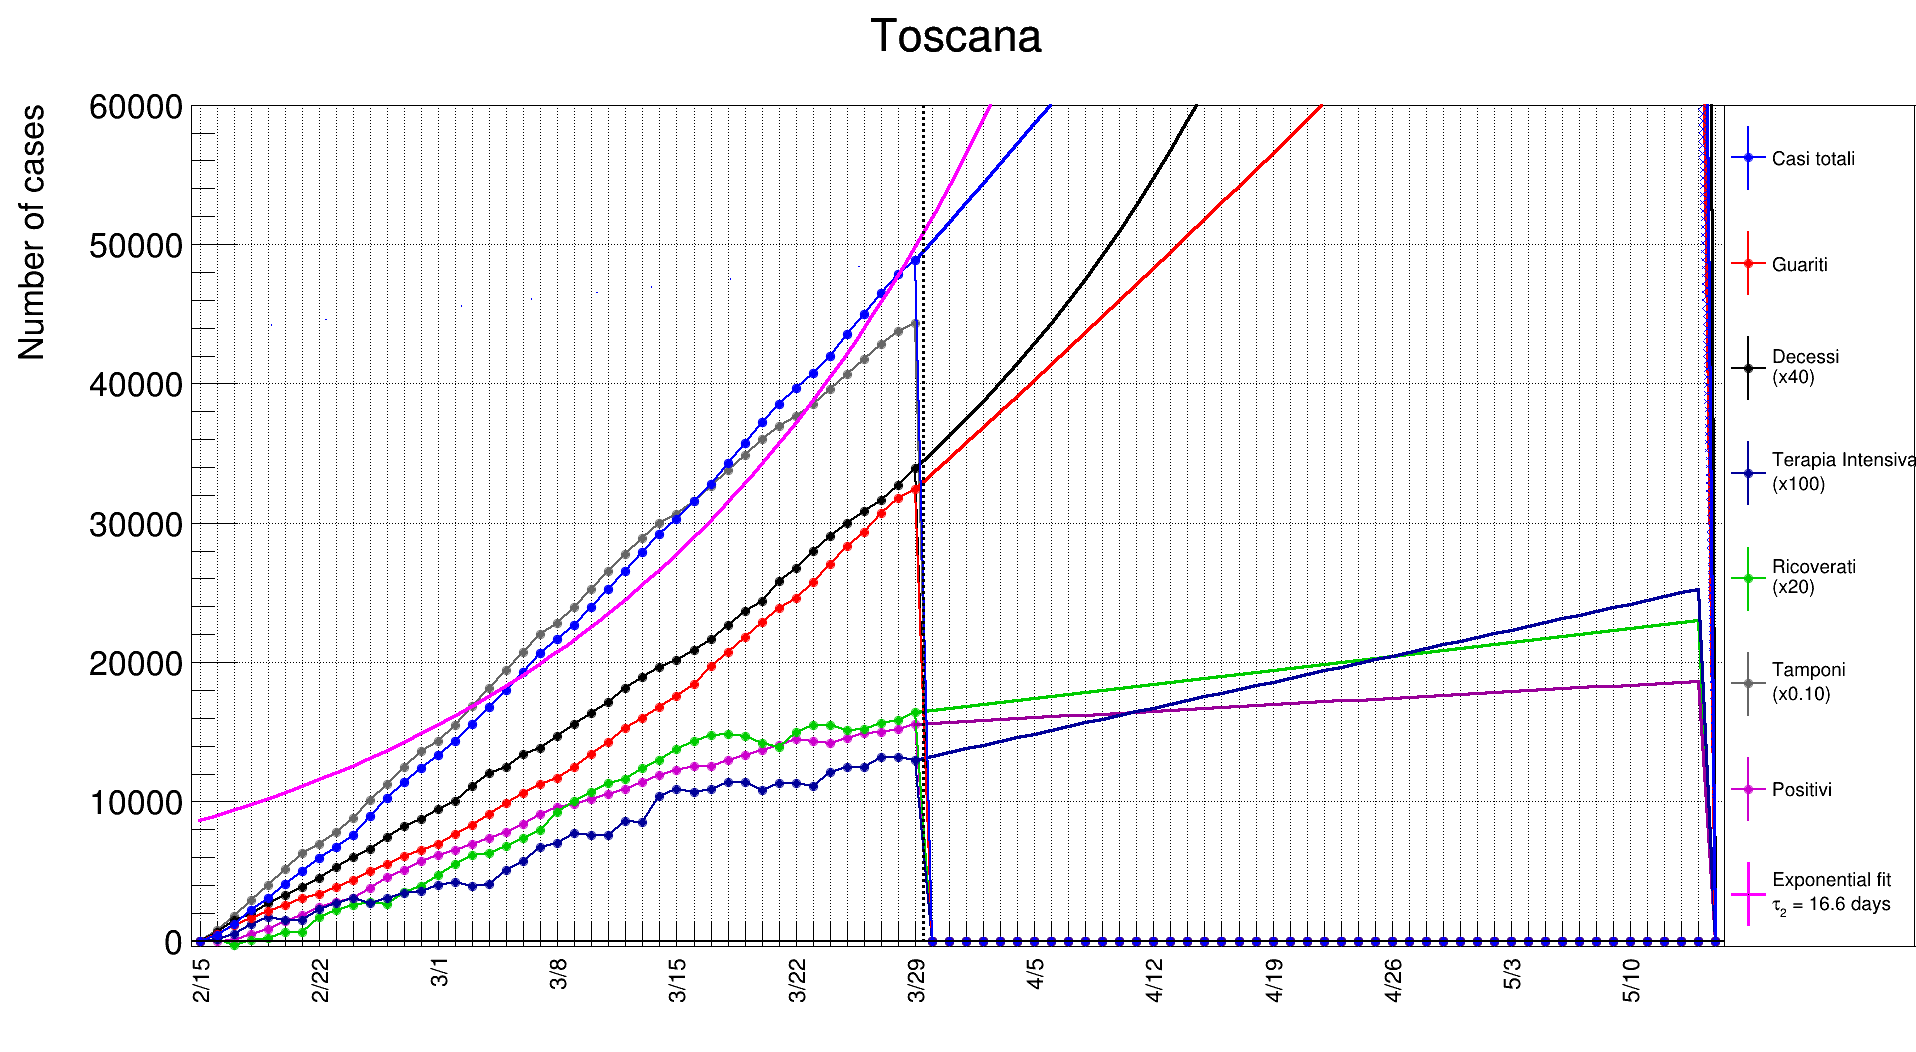 Toscana
Number of cases
60000
50000
40000
30000
20000
10000
0
2/15
2/22
3/1
3/8
3/15
3/22
3/29
4/5
4/12
4/19
4/26
5/3
5/10
Casi totali
Guariti
Decessi
(x40)
Terapia Intensiva
(x100)
Ricoverati
(x20)
Tamponi
(x0.10)
Positivi
Exponential fit
τ₂ = 16.6 days